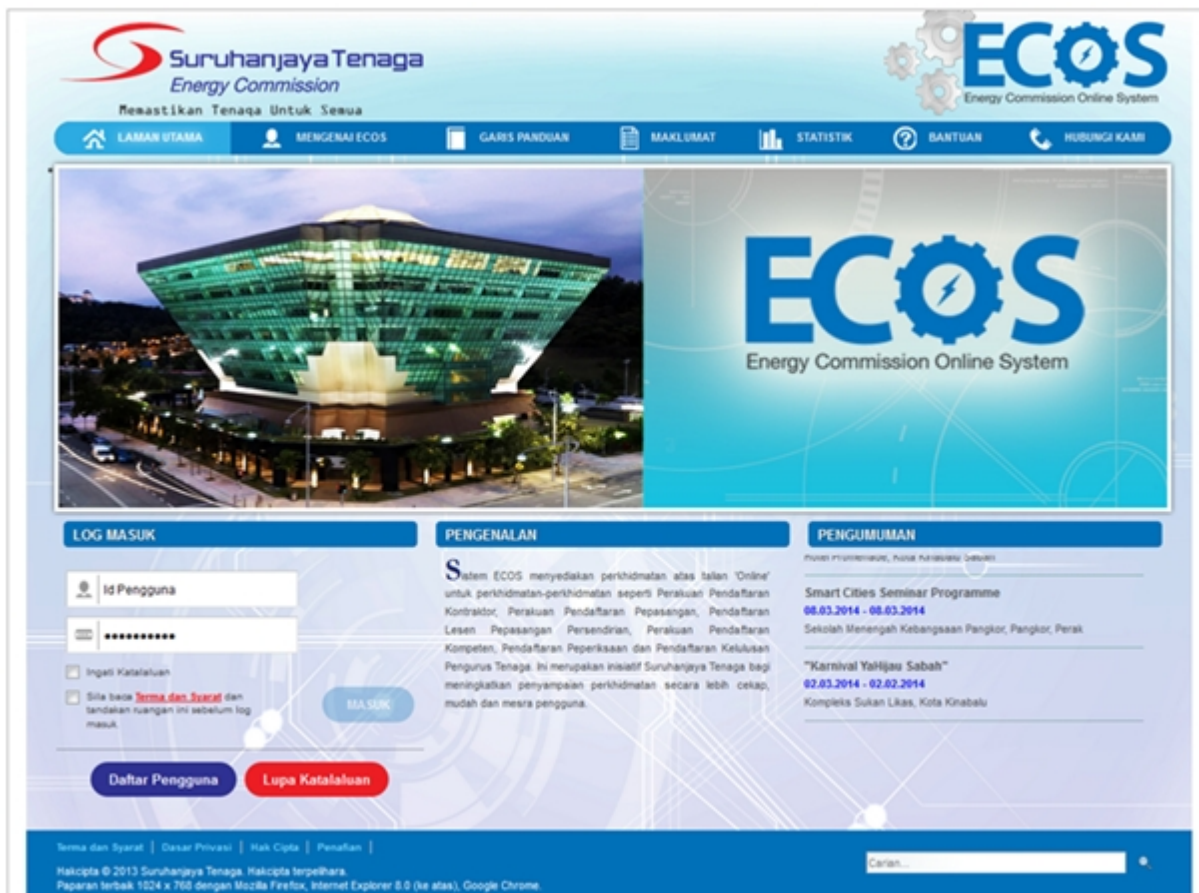 Suruhanjaya Tenaga
Energy Commission
Memastikan Tenaga Untuk Semua
ECOS
Energy Commission Online System
LAMAN UTAMA
MENGENAI ECOS
GARIS PANDUAN
MAKLUMAT
STATISTIK
BANTUAN
HUBUNGI KAMI
ECOS
Energy Commission Online System
LOG MASUK
Id Pengguna
Ingati Katalaluan
Sila baca Terma dan Syarat dan
tandakan ruangan ini sebelum log
masuk
MASUK
Daftar Pengguna
Lupa Katalaluan
PENGENALAN
Sistem ECOS menyediakan perkhidmatan atas talian 'Online'
untuk perkhidmatan-perkhidmatan seperti Perakuan Pendaftaran
Kontraktor, Perakuan Pendaftaran Pepasangan, Pendaftaran
Lesen Pepasangan Persendirian, Perakuan Pendaftaran
Kompeten, Pendaftaran Peperiksaan dan Pendaftaran Kelulusan
Pengurus Tenaga. Ini merupakan inisiatif Suruhanjaya Tenaga bagi
meningkatkan penyampaian perkhidmatan secara lebih cekap,
mudah dan mesra pengguna.
PENGUMUMAN
Hotel Promenade, Kota Kinabalu Sabah
Smart Cities Seminar Programme
08.03.2014 - 08.03.2014
Sekolah Menengah Kebangsaan Pangkor, Pangkor, Perak
"Karnival YaHijau Sabah"
02.03.2014 - 02.02.2014
Kompleks Sukan Likas, Kota Kinabalu
Terma dan Syarat | Dasar Privasi | Hak Cipta | Penafian |
Hakcipta © 2013 Suruhanjaya Tenaga. Hakcipta terpelihara.
Paparan terbaik 1024 x 768 dengan Mozilla Firefox, Internet Explorer 8.0 (ke atas), Google Chrome.
Carian...